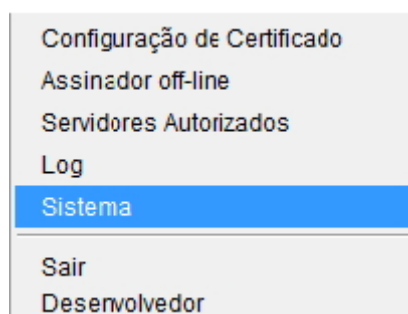 Configuração de Certificado
Assinador off-line
Servidores Autorizados
Log
Sistema
Sair
Desenvolvedor